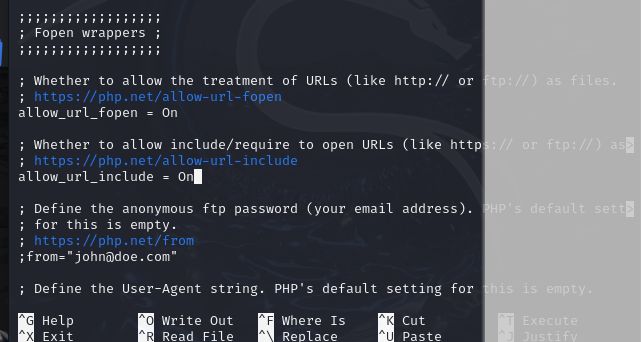 ;;;;;;;;;;;;;;;;;;
; Fopen wrappers ;
;;;;;;;;;;;;;;;;;;
; Whether to allow the treatment of URLs (like http:// or ftp://) as files.
; https://php.net/allow-url-fopen
allow_url_fopen = On
; Whether to allow include/require to open URLs (like https:// or ftp://) as>
; https://php.net/allow-url-include
allow_url_include = On
; Define the anonymous ftp password (your email address). PHP's default sett>
; for this is empty.
; https://php.net/from
;from="john@doe.com"
; Define the User-Agent string. PHP's default setting for this is empty.
^G Help ^O Write Out ^F Where Is ^K Cut ^T Execute
^X Exit ^R Read File ^\ Replace ^U Paste ^J Justify